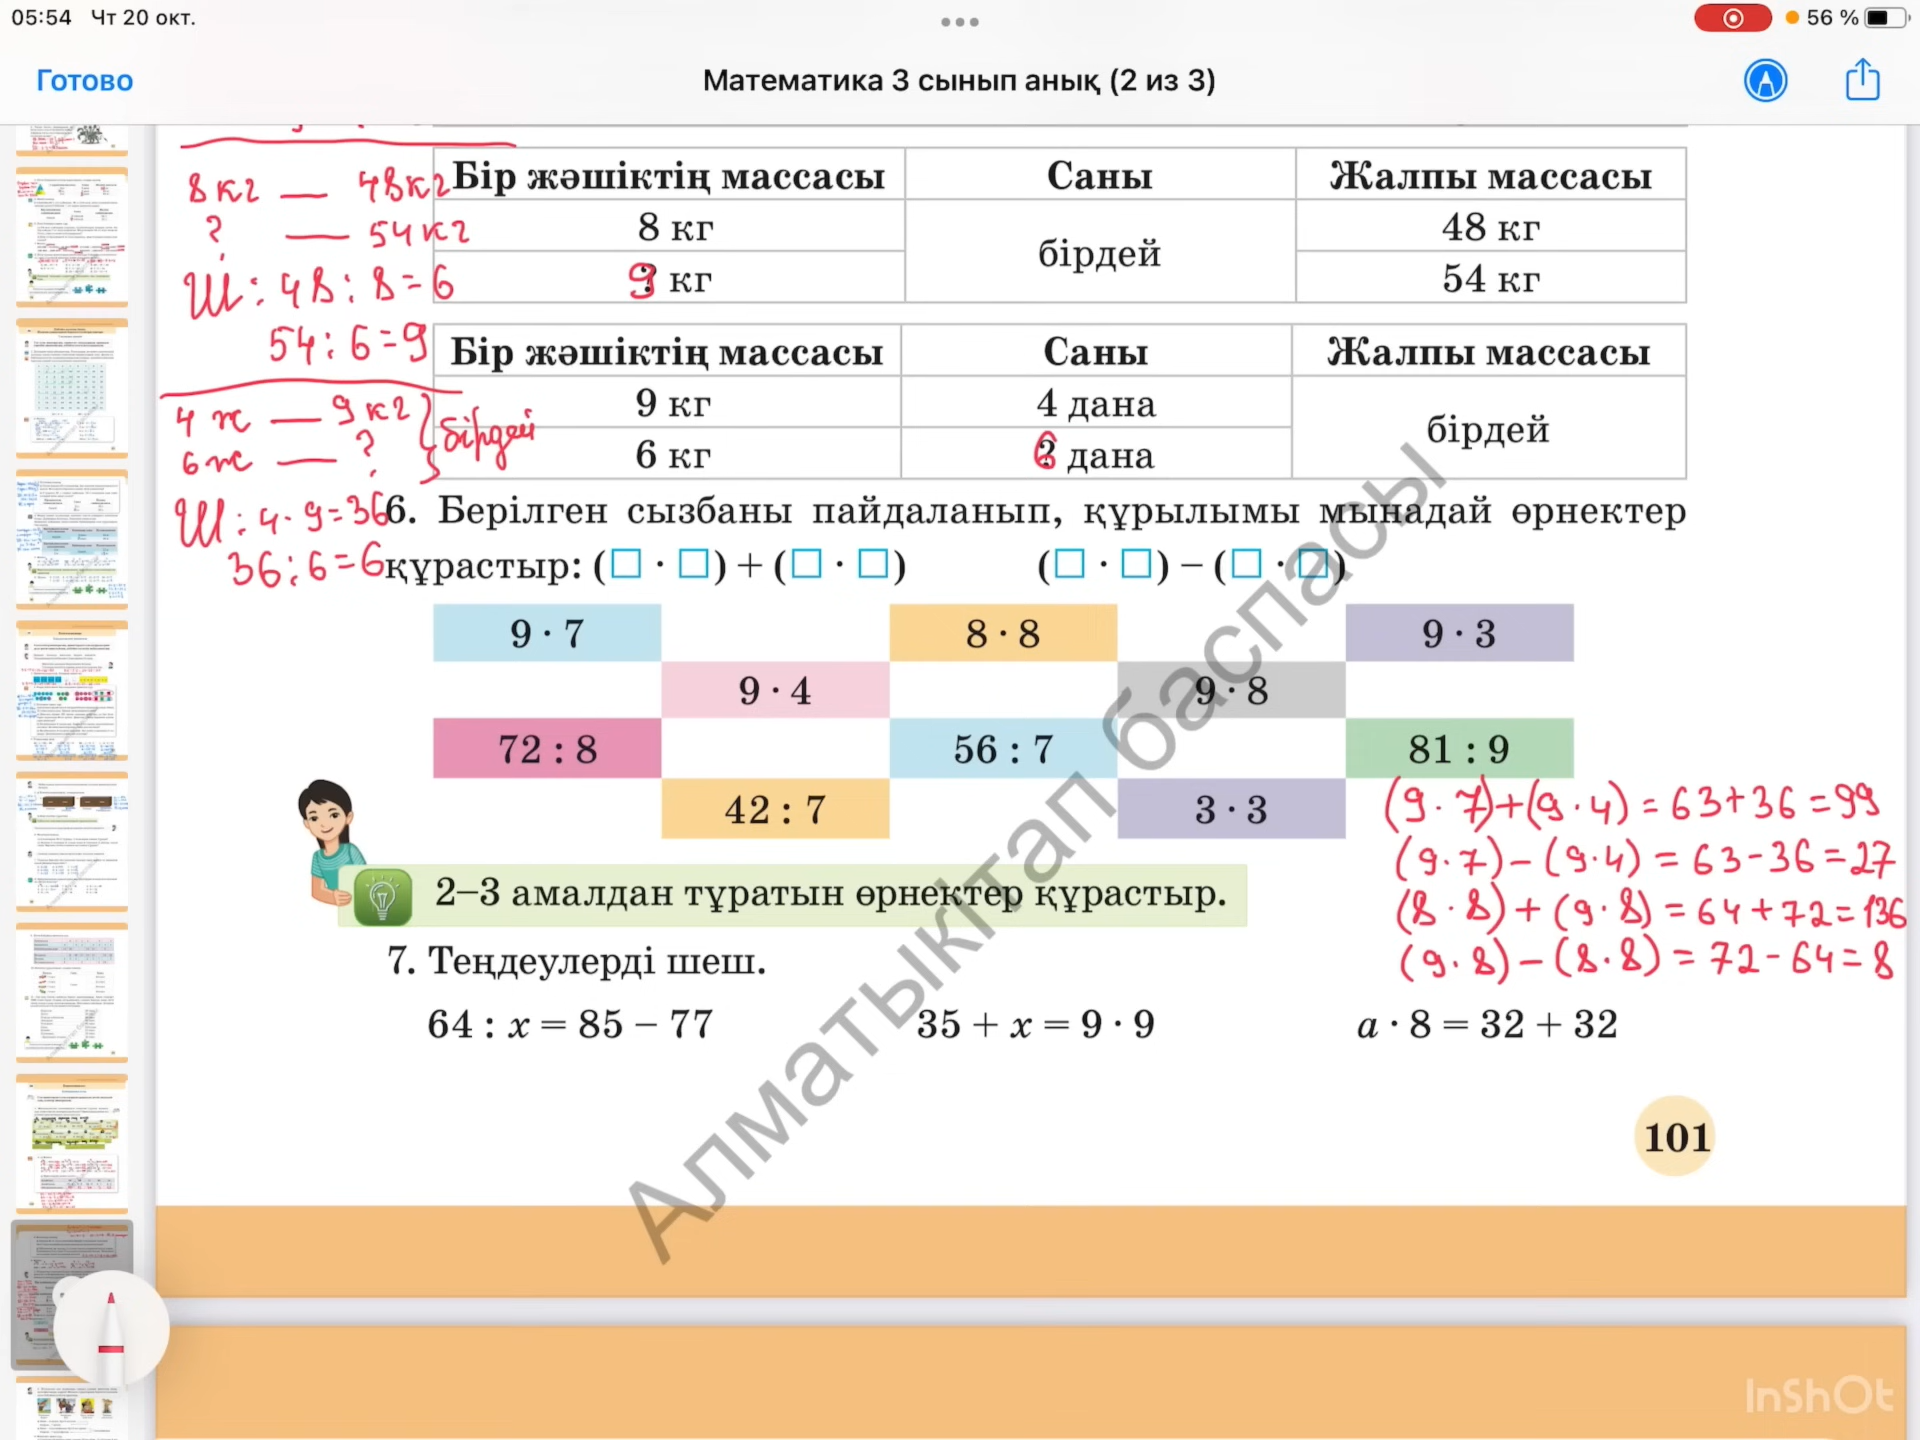 05:54 Чт 20 окт.
56 %
Готово
Математика 3 сынып анық (2 из 3)
8кг — 48кг
? — 54кг
Ш: 48:8=6
54:6=9
Бір жәшіктің массасы Саны Жалпы массасы
8 кг бірдей 48 кг
9 кг 54 кг
Бір жәшіктің массасы Саны Жалпы массасы
9 кг 4 дана бірдей
6 кг 6 дана
4 ж — 9 кг } бірдей
6ж — ?
Ш: 4·9=36
36:6=6
6. Берілген сызбаны пайдаланып, құрылымы мынадай өрнектер
құрастыр: (□ · □) + (□ · □) (□ · □) – (□ · □)
9 · 7 8 · 8 9 · 3
9 · 4 9 · 8
72 : 8 56 : 7 81 : 9
42 : 7 3 · 3
(9·7)+(9·4)=63+36=99
(9·7)-(9·4)=63-36=27
(8·8)+(9·8)=64+72=136
(9·8)-(8·8)=72-64=8
2–3 амалдан тұратын өрнектер құрастыр.
7. Теңдеулерді шеш.
64 : x = 85 – 77 35 + x = 9 · 9 a · 8 = 32 + 32
101
Алматыкітап баспасы
InShOt